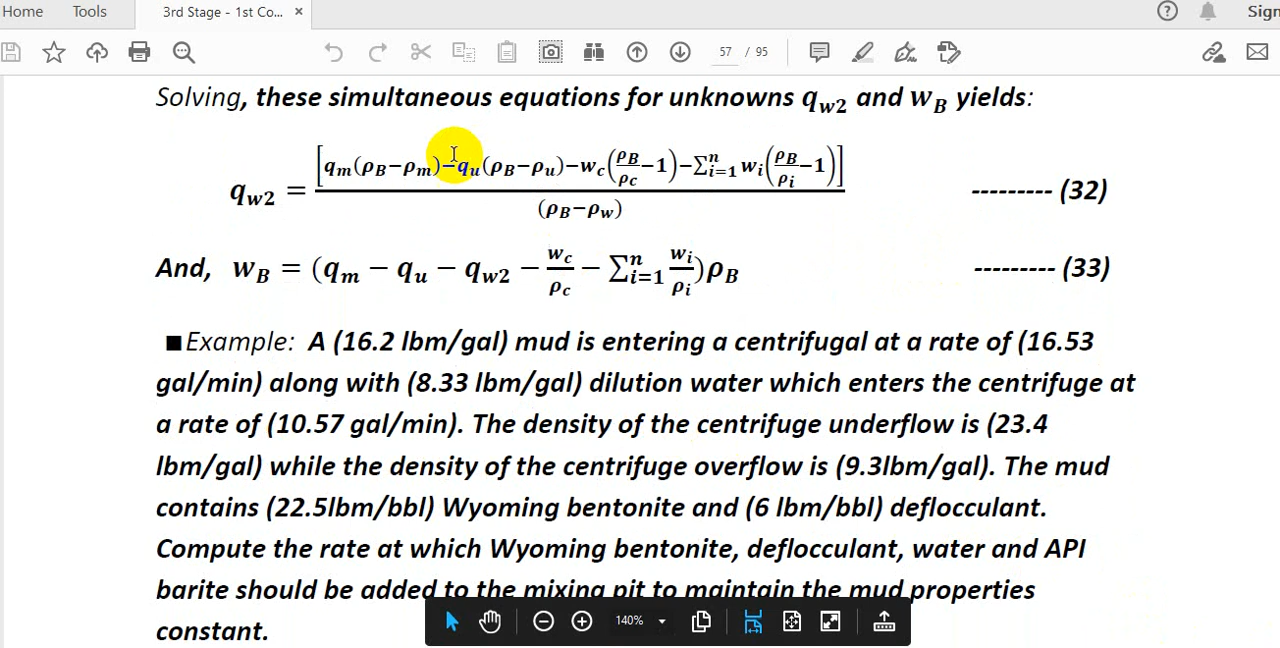 Home Tools 3rd Stage - 1st Co... × ? Sign
57 / 95
Solving, these simultaneous equations for unknowns q_w2 and w_B yields:
q_w2 = [q_m(ρ_B−ρ_m)−q_u(ρ_B−ρ_u)−w_c(ρ_B/ρ_c−1)−∑_{i=1}^n w_i(ρ_B/ρ_i−1)] / (ρ_B−ρ_w) --------- (32)
And, w_B = (q_m − q_u − q_w2 − w_c/ρ_c − ∑_{i=1}^n w_i/ρ_i)ρ_B --------- (33)
■Example: A (16.2 lbm/gal) mud is entering a centrifugal at a rate of (16.53
gal/min) along with (8.33 lbm/gal) dilution water which enters the centrifuge at
a rate of (10.57 gal/min). The density of the centrifuge underflow is (23.4
lbm/gal) while the density of the centrifuge overflow is (9.3lbm/gal). The mud
contains (22.5lbm/bbl) Wyoming bentonite and (6 lbm/bbl) deflocculant.
Compute the rate at which Wyoming bentonite, deflocculant, water and API
barite should be added to the mixing pit to maintain the mud properties
constant.
140%